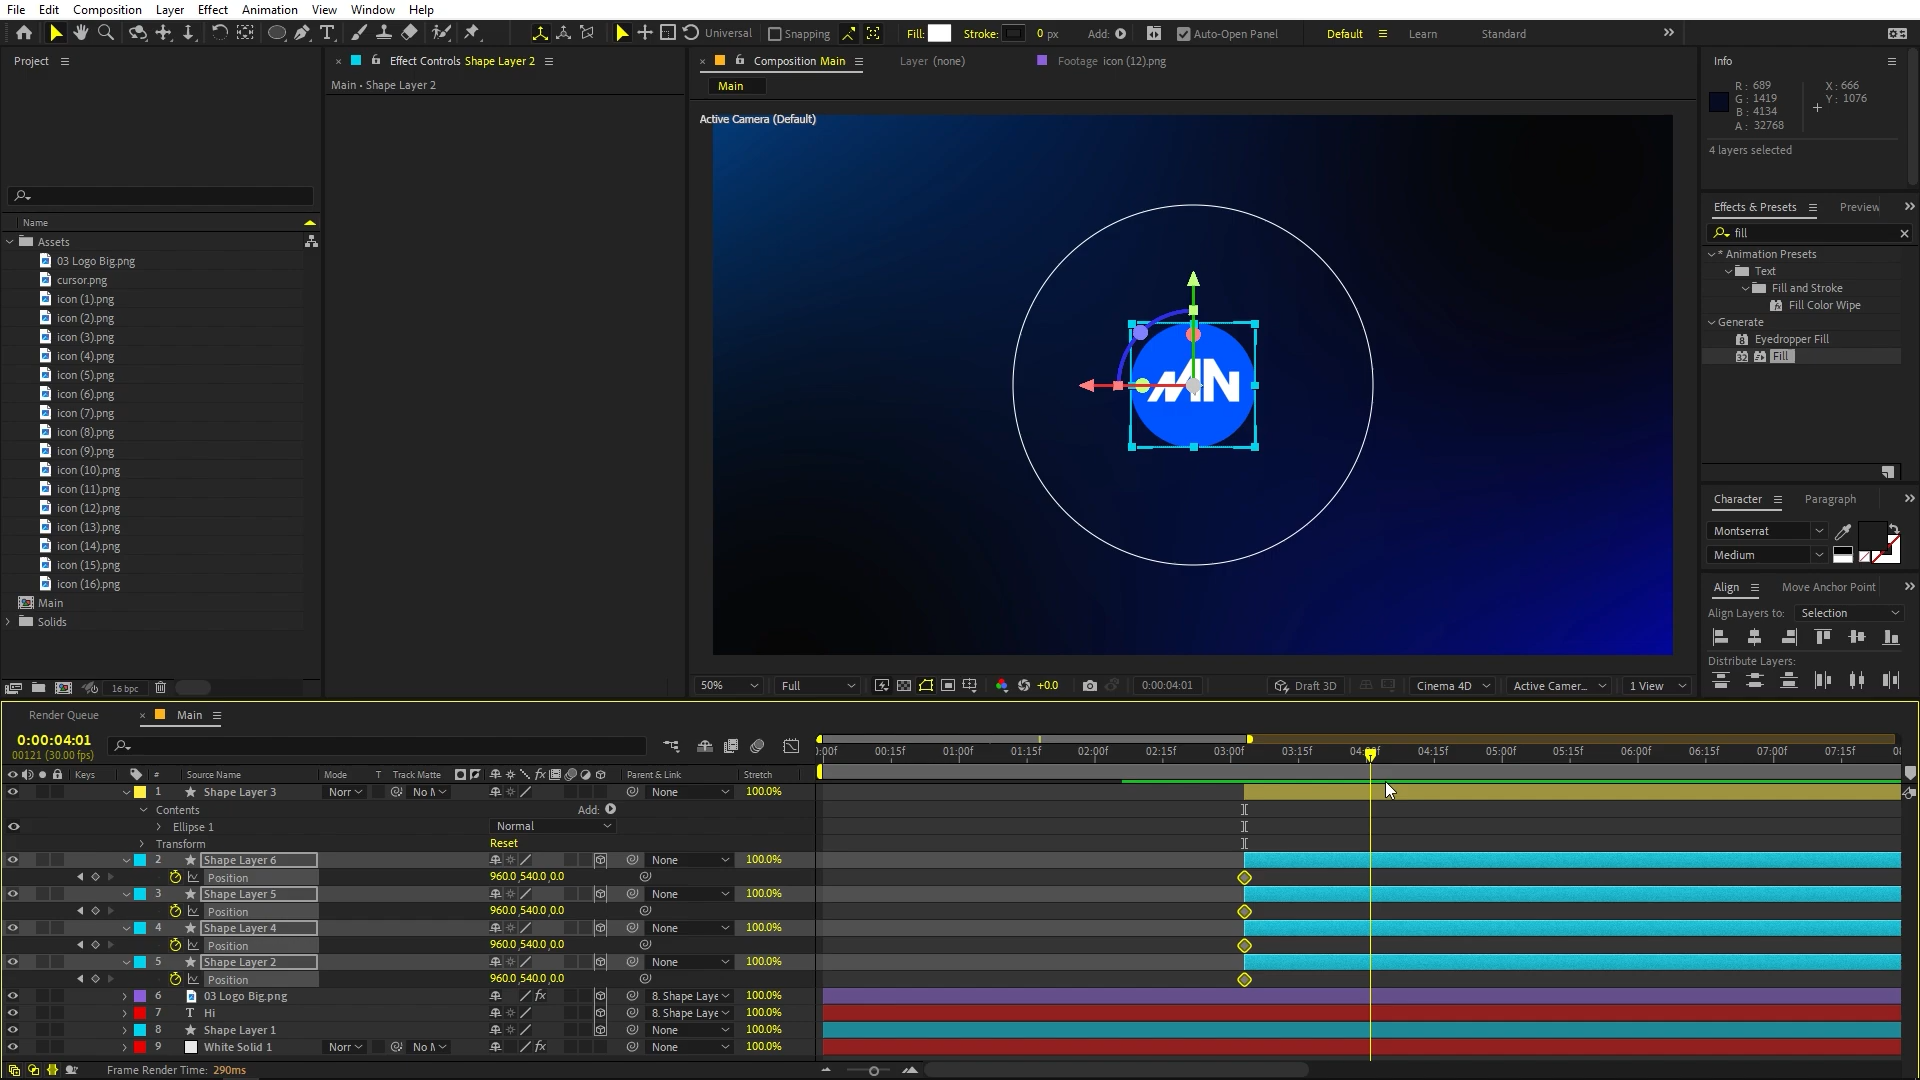 File Edit Composition Layer Effect Animation View Window Help
Universal Snapping Fill: Stroke: 0 px Add: Auto-Open Panel Default Learn Standard
Project
Name
Assets
03 Logo Big.png
cursor.png
icon (1).png
icon (2).png
icon (3).png
icon (4).png
icon (5).png
icon (6).png
icon (7).png
icon (8).png
icon (9).png
icon (10).png
icon (11).png
icon (12).png
icon (13).png
icon (14).png
icon (15).png
icon (16).png
Main
Solids
16 bpc
Effect Controls Shape Layer 2
Main • Shape Layer 2
Composition Main Layer (none) Footage icon (12).png
Main
Active Camera (Default)
50% Full +0.0 0:00:04:01 Draft 3D Cinema 4D Active Camer... 1 View
Info
R: 689 X: 666
G: 1419 Y: 1076
B: 4134
A: 32768
4 layers selected
Effects & Presets Preview
fill
* Animation Presets
Text
Fill and Stroke
Fill Color Wipe
Generate
Eyedropper Fill
Fill
Character Paragraph
Montserrat
Medium
Align Move Anchor Point
Align Layers to: Selection
Distribute Layers:
Render Queue Main
0:00:04:01
00121 (30.00 fps)
:00f 00:15f 01:00f 01:15f 02:00f 02:15f 03:00f 03:15f 04:15f 05:00f 05:15f 06:00f 06:15f 07:00f 07:15f
Keys # Source Name Mode T Track Matte Parent & Link Stretch
1 Shape Layer 3 Norr No M None 100.0%
Contents Add:
Ellipse 1 Normal
Transform Reset
2 Shape Layer 6 None 100.0%
Position 960.0,540.0,0.0
3 Shape Layer 5 None 100.0%
Position 960.0,540.0,0.0
4 Shape Layer 4 None 100.0%
Position 960.0,540.0,0.0
5 Shape Layer 2 None 100.0%
Position 960.0,540.0,0.0
6 03 Logo Big.png 8. Shape Laye 100.0%
7 T Hi 8. Shape Laye 100.0%
8 Shape Layer 1 None 100.0%
9 White Solid 1 Norr No M None 100.0%
Frame Render Time: 290ms